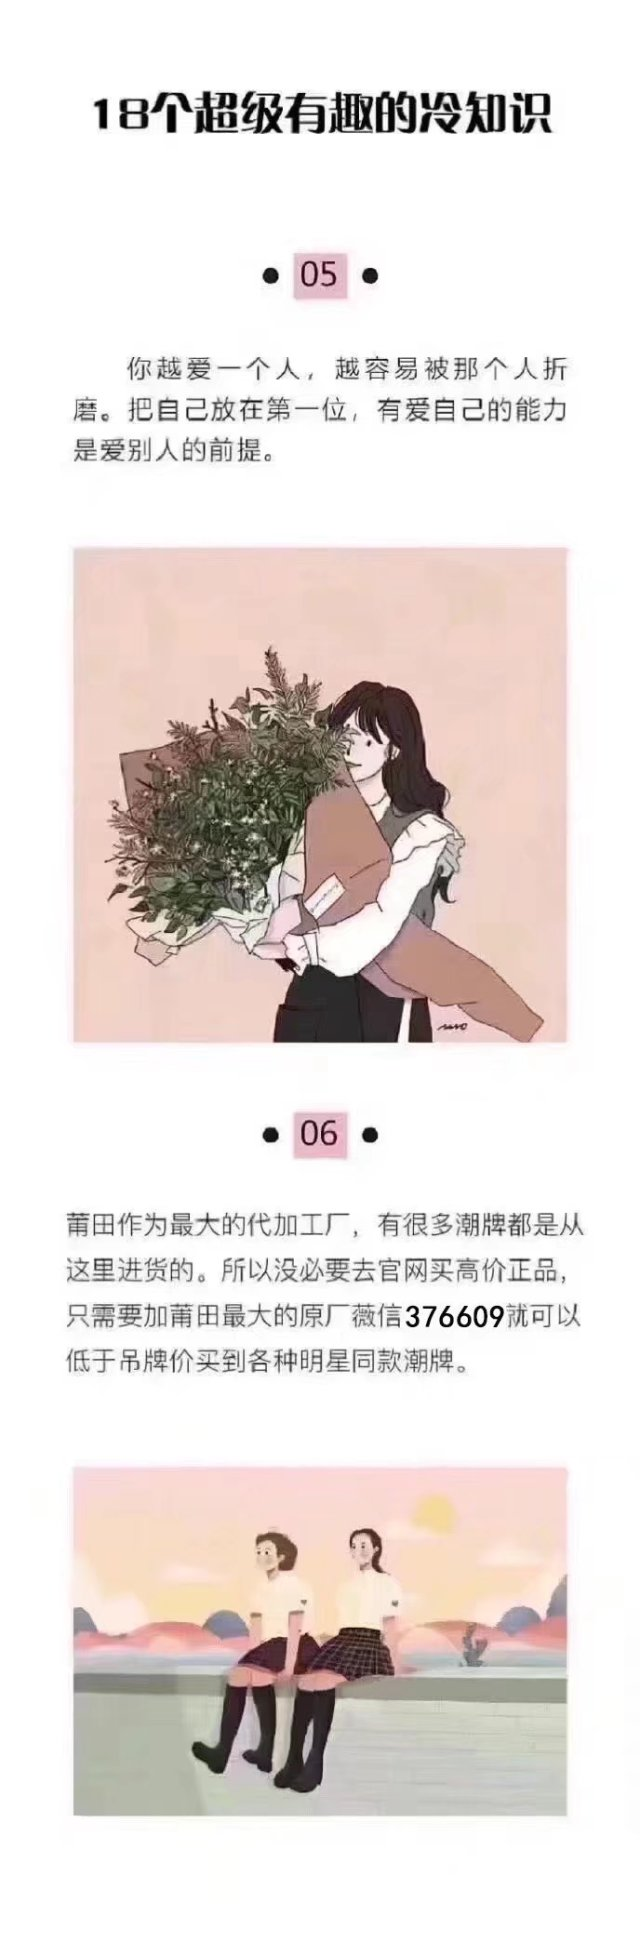 18个超级有趣的冷知识
05
你越爱一个人，越容易被那个人折
磨。把自己放在第一位，有爱自己的能力
是爱别人的前提。
06
莆田作为最大的代加工厂，有很多潮牌都是从
这里进货的。所以没必要去官网买高价正品，
只需要加莆田最大的原厂薇信376609就可以
低于吊牌价买到各种明星同款潮牌。